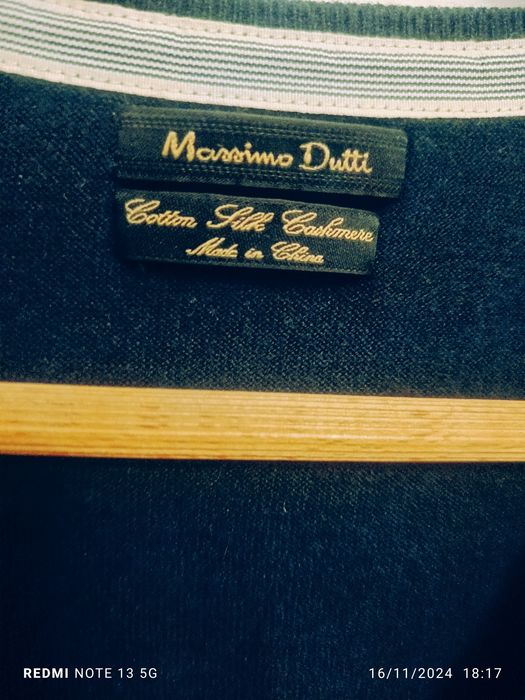 Massimo Dutti
Cotton Silk Cashmere
Made in China
REDMI NOTE 13 5G
16/11/2024 18:17